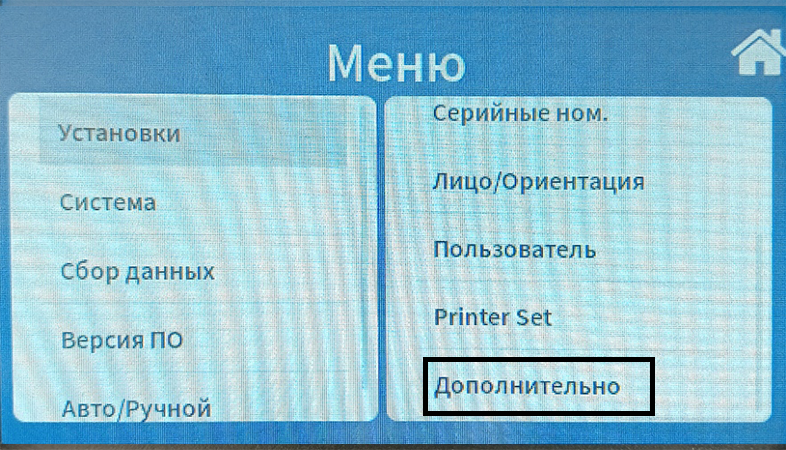 Меню
Установки
Система
Сбор данных
Версия ПО
Авто/Ручной
Серийные ном.
Лицо/Ориентация
Пользователь
Printer Set
Дополнительно